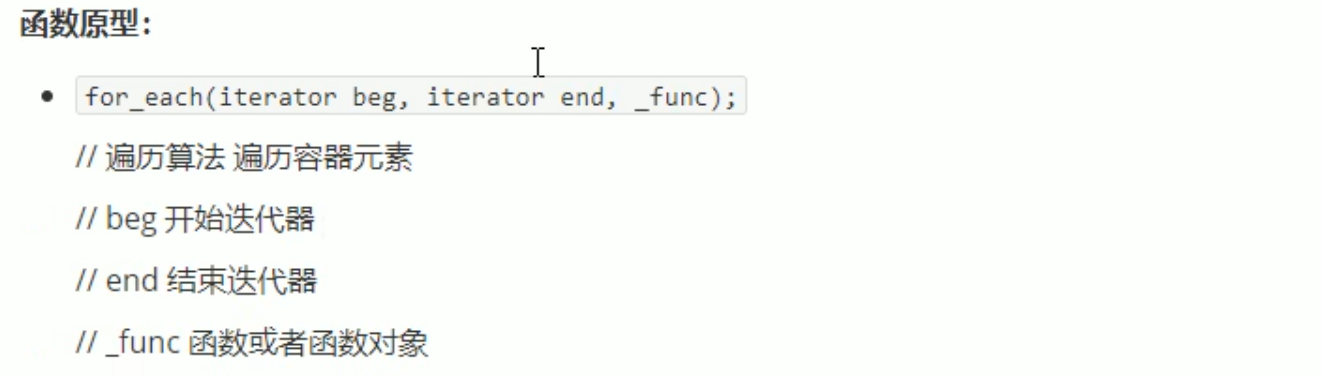 函数原型：
for_each(iterator beg, iterator end, _func);
// 遍历算法 遍历容器元素
// beg 开始迭代器
// end 结束迭代器
// _func 函数或者函数对象